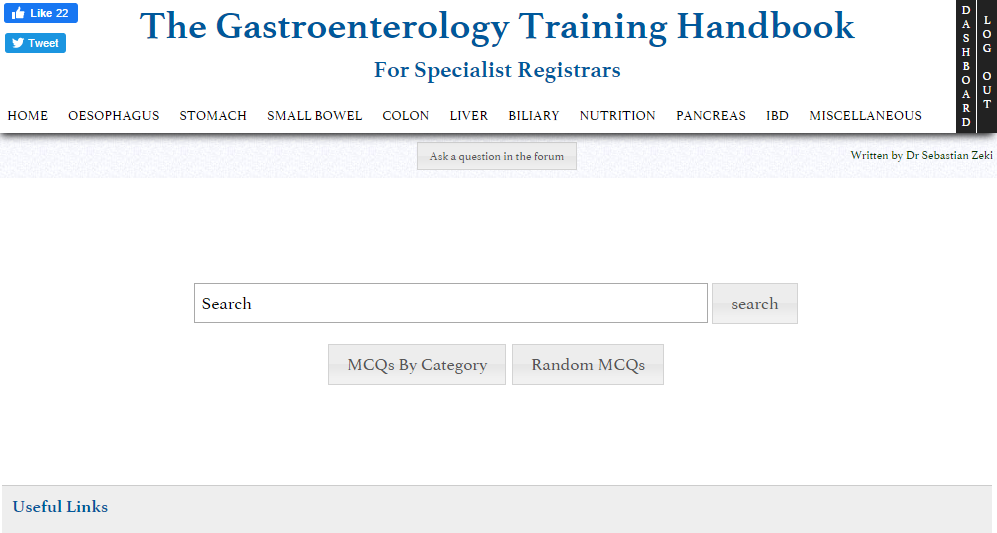 Like 22
Tweet
The Gastroenterology Training Handbook
For Specialist Registrars
DASHBOARD
LOG OUT
HOME OESOPHAGUS STOMACH SMALL BOWEL COLON LIVER BILIARY NUTRITION PANCREAS IBD MISCELLANEOUS
Ask a question in the forum
Written by Dr Sebastian Zeki
Search search
MCQs By Category Random MCQs
Useful Links